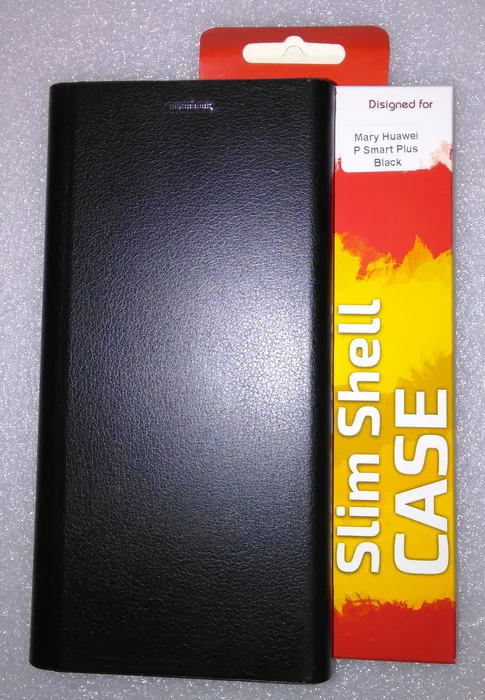 Disigned for
Mary Huawei
P Smart Plus
Black
Slim Shell
CASE